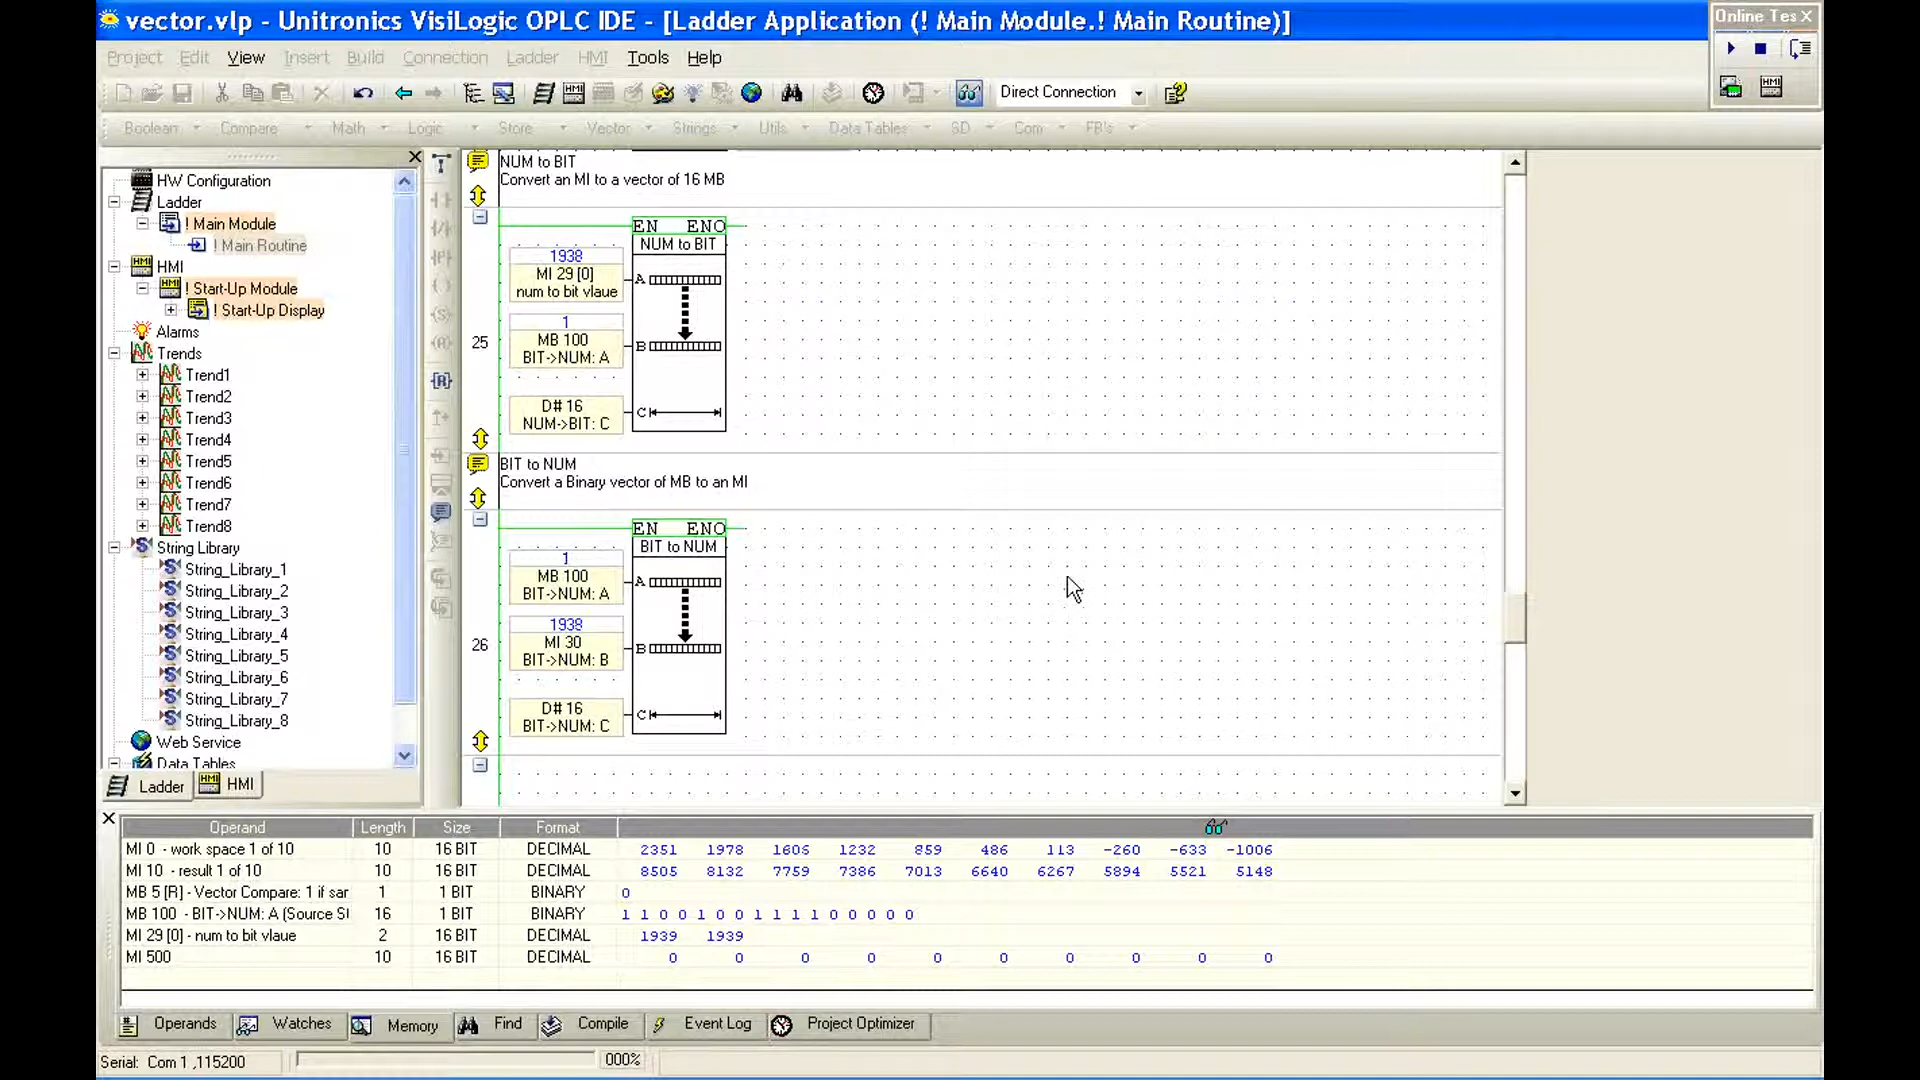 vector.vlp - Unitronics VisiLogic OPLC IDE - [Ladder Application (! Main Module.! Main Routine)]
Online Tes X
Project Edit View Insert Build Connection Ladder HMI Tools Help
Direct Connection
Boolean Compare Math Logic Store Vector Strings Utils Data Tables SD Com FB's
HW Configuration
Ladder
! Main Module
! Main Routine
HMI
! Start-Up Module
! Start-Up Display
Alarms
Trends
Trend1
Trend2
Trend3
Trend4
Trend5
Trend6
Trend7
Trend8
String Library
String_Library_1
String_Library_2
String_Library_3
String_Library_4
String_Library_5
String_Library_6
String_Library_7
String_Library_8
Web Service
Data Tables
Ladder HMI
NUM to BIT
Convert an MI to a vector of 16 MB
EN ENO
NUM to BIT
1938
MI 29 [0]
num to bit vlaue
A
1
MB 100
BIT->NUM: A
B
25
D# 16
NUM->BIT: C
C
BIT to NUM
Convert a Binary vector of MB to an MI
EN ENO
BIT to NUM
1
MB 100
BIT->NUM: A
A
1938
MI 30
BIT->NUM: B
B
26
D# 16
BIT->NUM: C
C
Operand Length Size Format
MI 0 - work space 1 of 10 10 16 BIT DECIMAL 2351 1978 1605 1232 859 486 113 -260 -633 -1006
MI 10 - result 1 of 10 10 16 BIT DECIMAL 8505 8132 7759 7386 7013 6640 6267 5894 5521 5148
MB 5 [R] - Vector Compare: 1 if sar 1 1 BIT BINARY 0
MB 100 - BIT->NUM: A (Source S 16 1 BIT BINARY 1 1 0 0 1 0 0 1 1 1 1 0 0 0 0 0
MI 29 [0] - num to bit vlaue 2 16 BIT DECIMAL 1939 1939
MI 500 10 16 BIT DECIMAL 0 0 0 0 0 0 0 0 0 0
Operands Watches Memory Find Compile Event Log Project Optimizer
Serial: Com 1 ,115200 000%